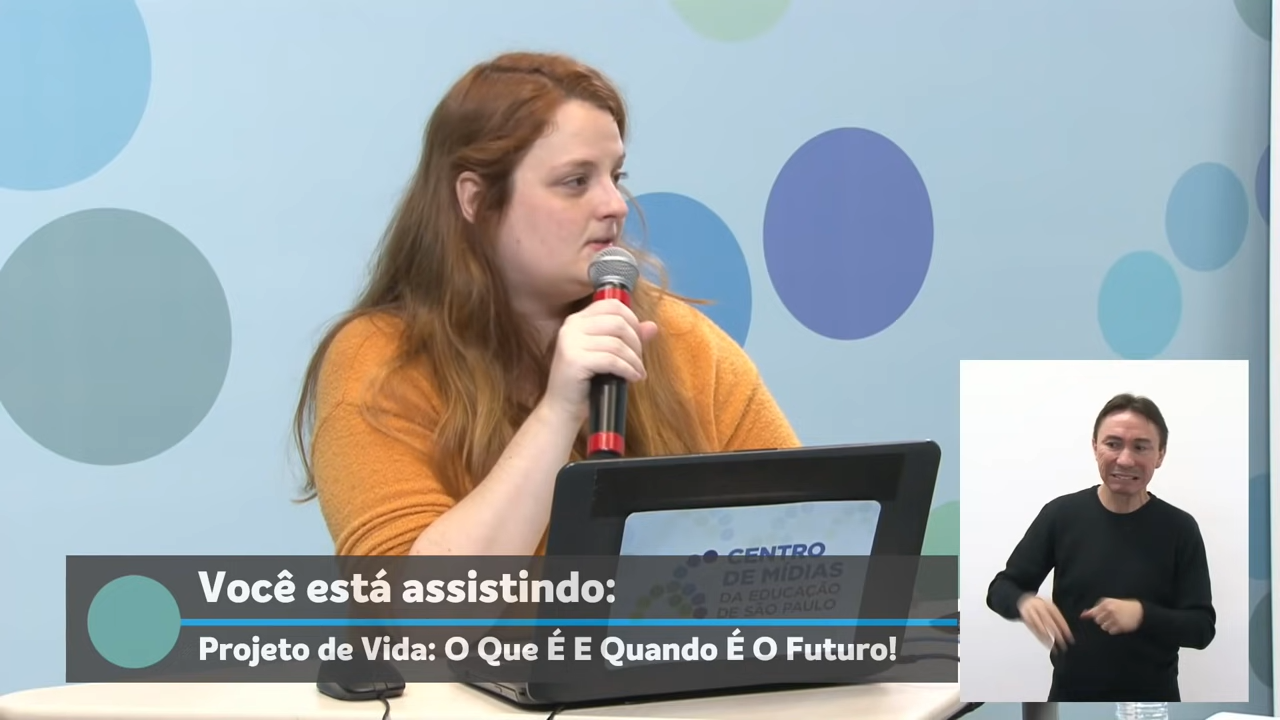 CENTRO
DE MÍDIAS
DA EDUCAÇÃO
DE SÃO PAULO
Você está assistindo:
Projeto de Vida: O Que É E Quando É O Futuro!